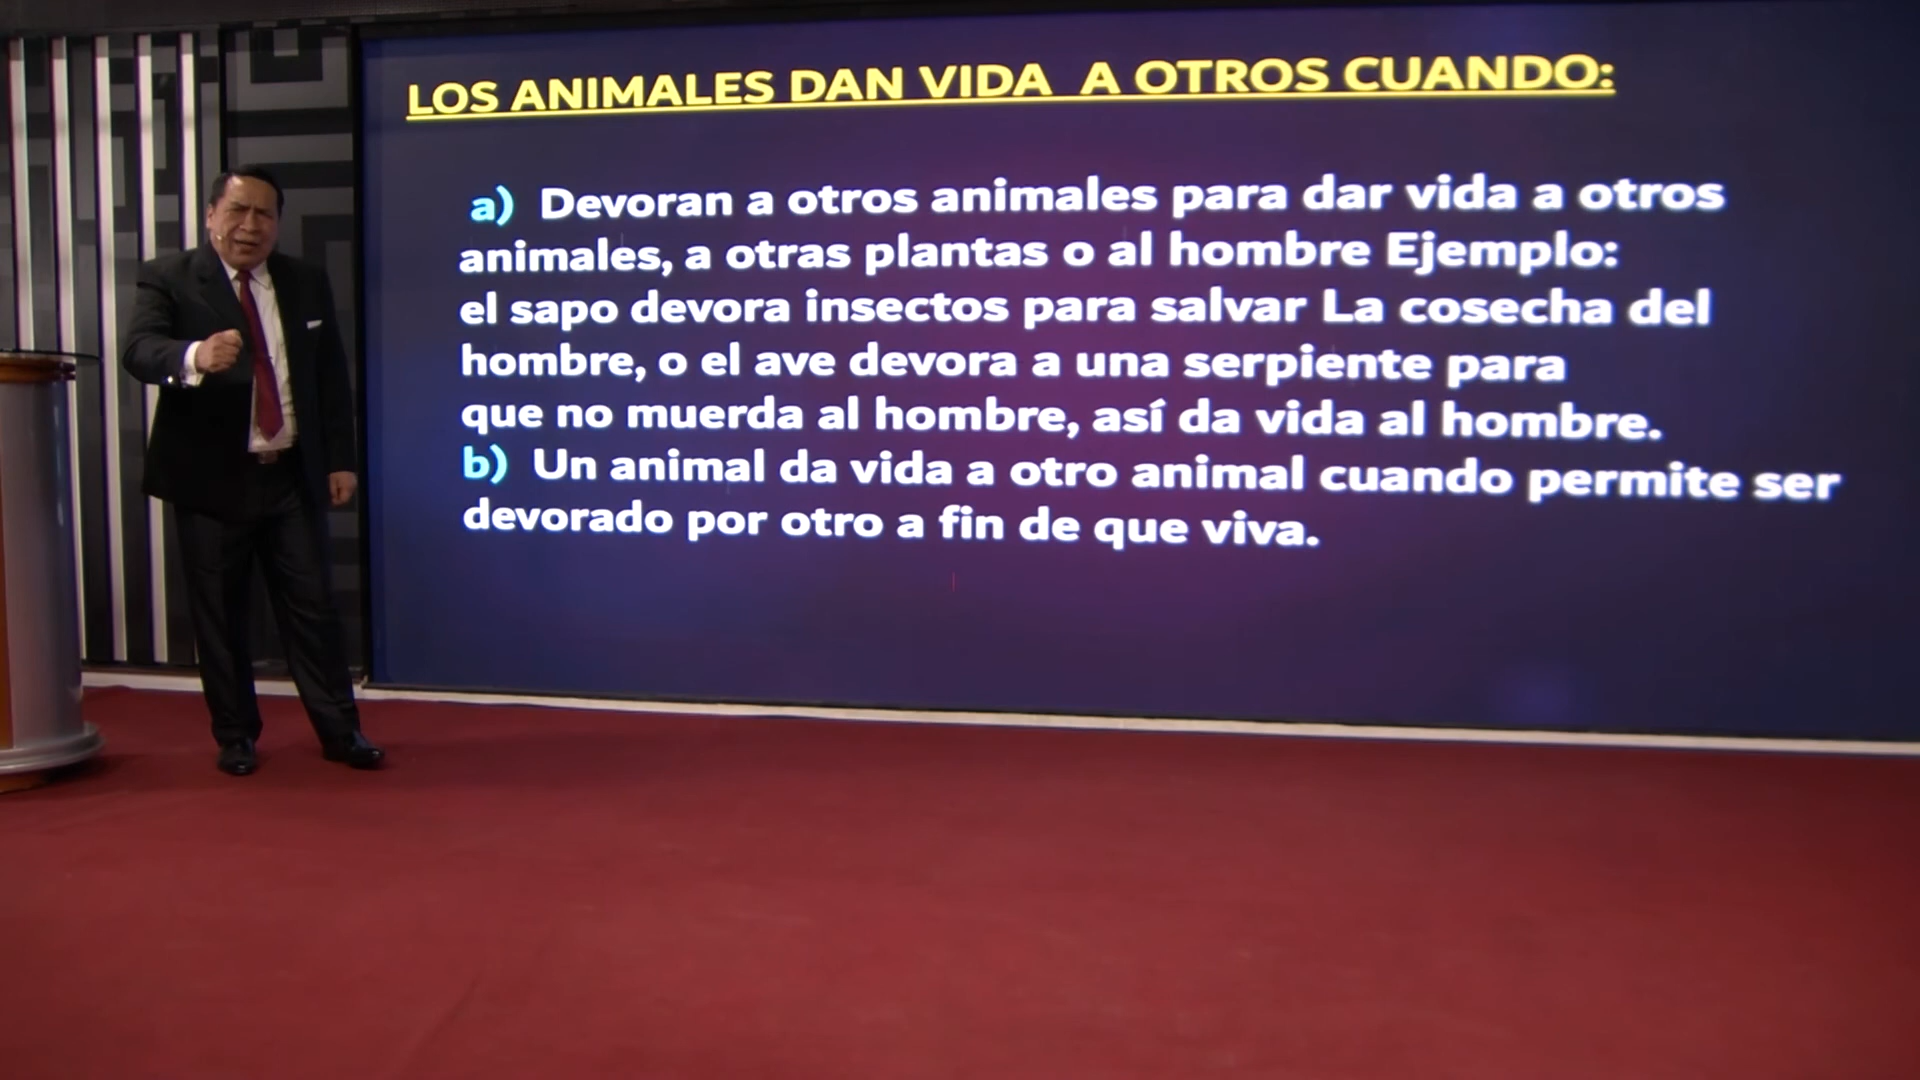 LOS ANIMALES DAN VIDA A OTROS CUANDO:
a) Devoran a otros animales para dar vida a otros
animales, a otras plantas o al hombre Ejemplo:
el sapo devora insectos para salvar La cosecha del
hombre, o el ave devora a una serpiente para
que no muerda al hombre, así da vida al hombre.
b) Un animal da vida a otro animal cuando permite ser
devorado por otro a fin de que viva.